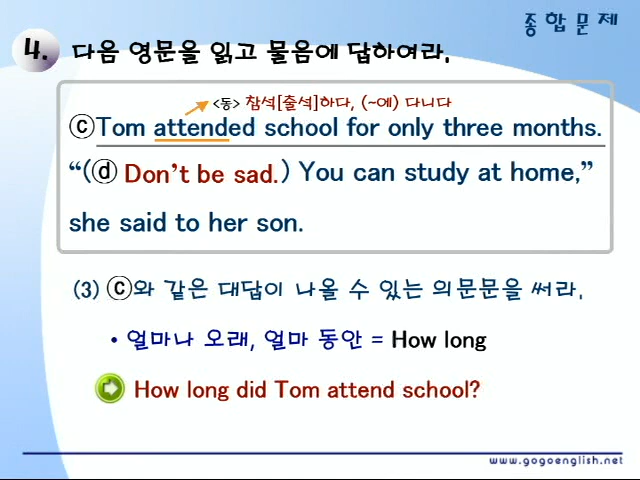 종합문제
4. 다음 영문을 읽고 물음에 답하여라.
<동> 참석[출석]하다, (~에) 다니다
ⓒTom attended school for only three months.
“(ⓓ Don’t be sad.) You can study at home,”
she said to her son.
(3) ⓒ와 같은 대답이 나올 수 있는 의문문을 써라.
• 얼마나 오래, 얼마 동안 = How long
How long did Tom attend school?
www.gogoenglish.net